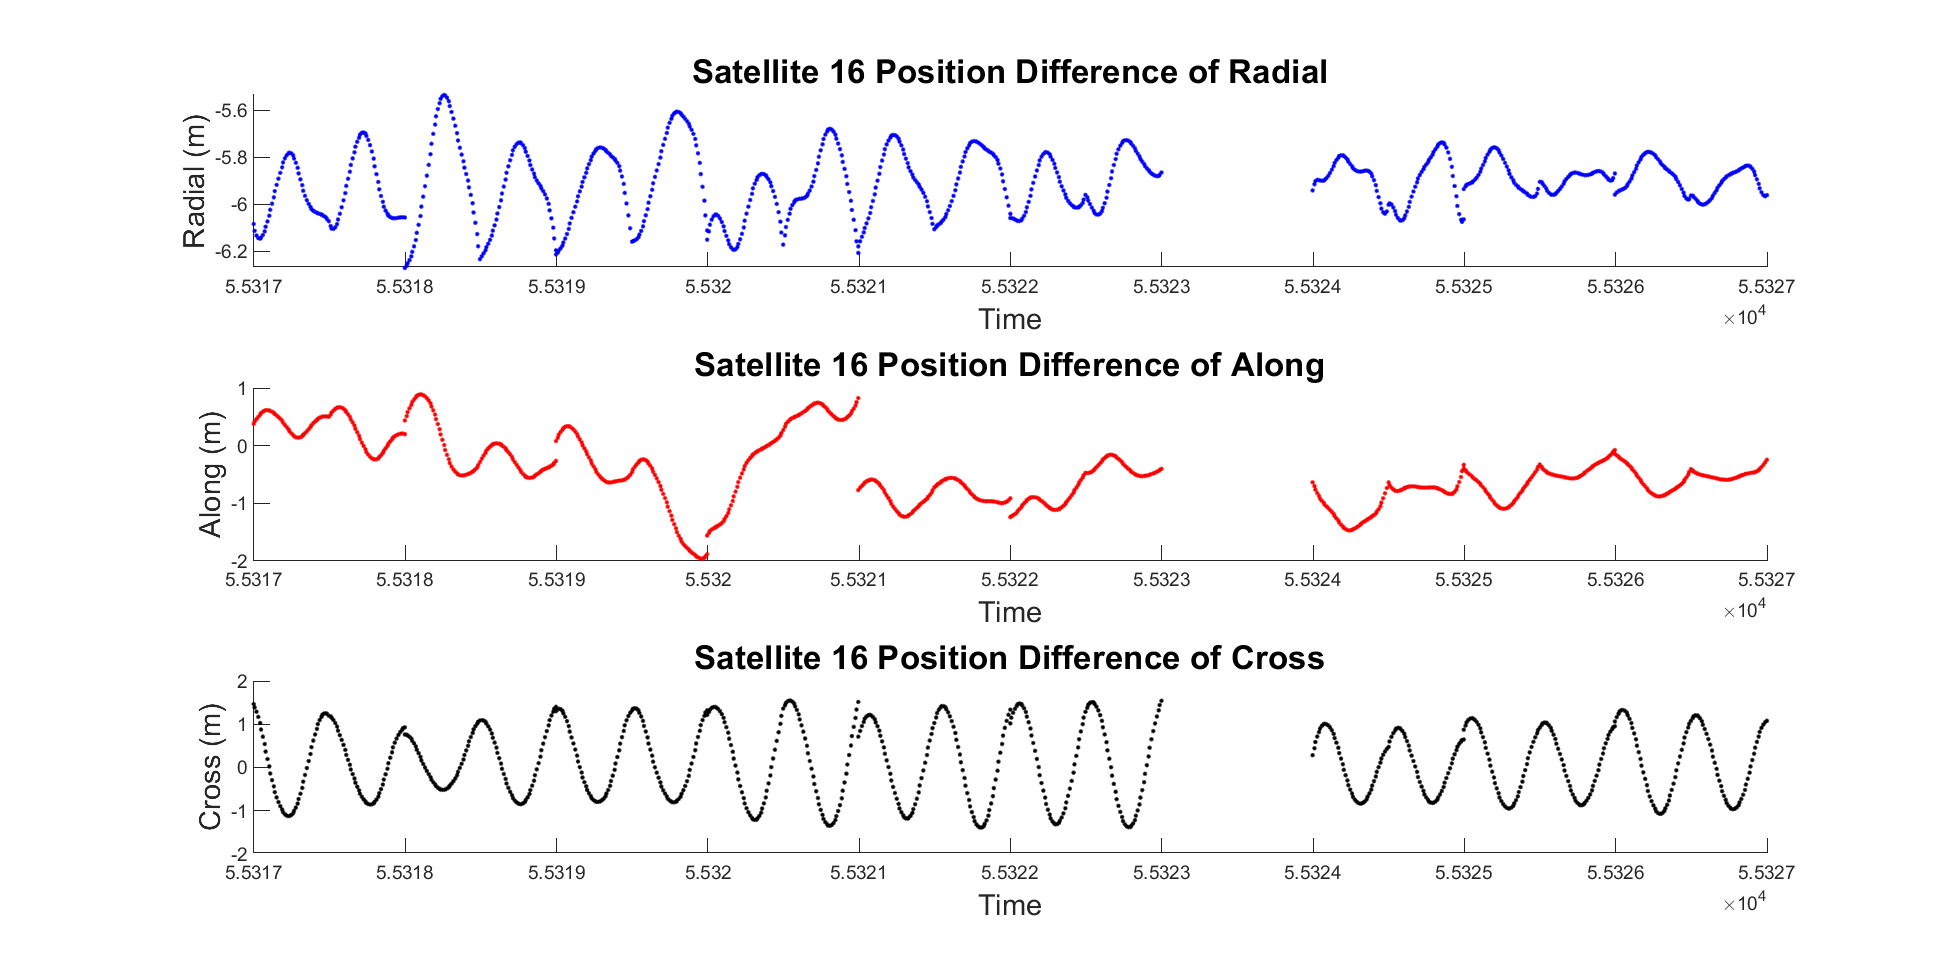 Satellite 16 Position Difference of Radial
Radial (m)
-5.6
-5.8
-6
-6.2
5.5317 5.5318 5.5319 5.532 5.5321 5.5322 5.5323 5.5324 5.5325 5.5326 5.5327
Time
×10⁴
Satellite 16 Position Difference of Along
Along (m)
1
0
-1
-2
5.5317 5.5318 5.5319 5.532 5.5321 5.5322 5.5323 5.5324 5.5325 5.5326 5.5327
Time
×10⁴
Satellite 16 Position Difference of Cross
Cross (m)
2
1
0
-1
-2
5.5317 5.5318 5.5319 5.532 5.5321 5.5322 5.5323 5.5324 5.5325 5.5326 5.5327
Time
×10⁴